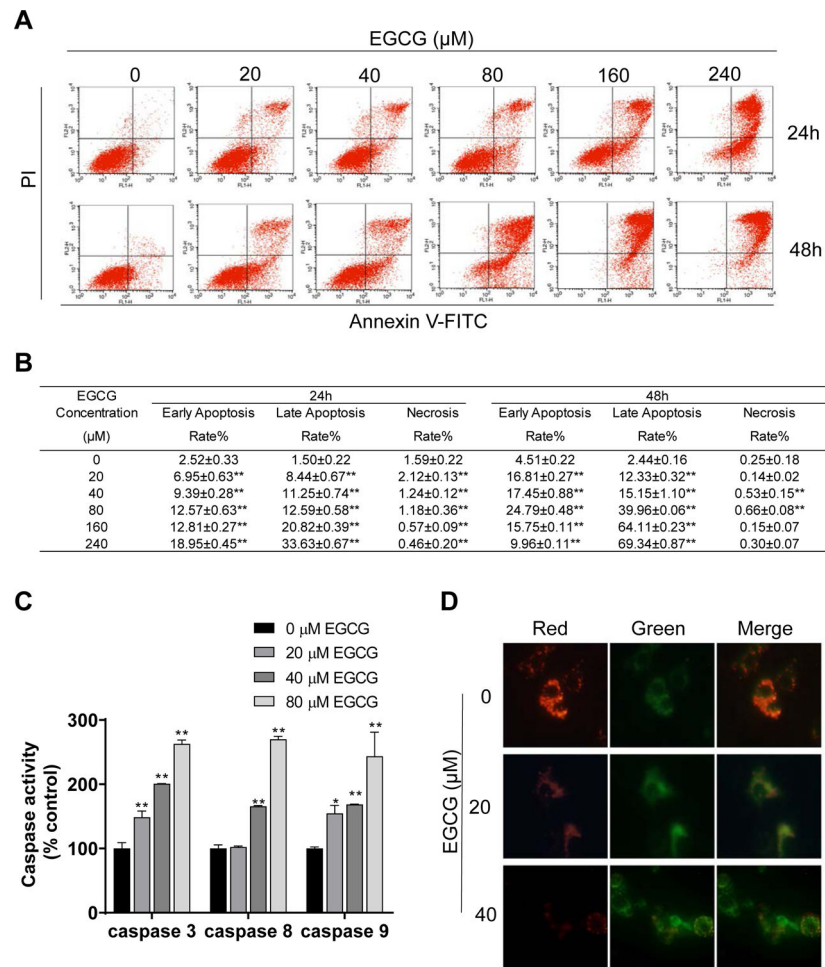 A
EGCG (µM)
0 20 40 80 160 240
PI
24h
48h
Annexin V-FITC
B
EGCG 24h 48h
Concentration Early Apoptosis Late Apoptosis Necrosis Early Apoptosis Late Apoptosis Necrosis
(µM) Rate% Rate% Rate% Rate% Rate% Rate%
0 2.52±0.33 1.50±0.22 1.59±0.22 4.51±0.22 2.44±0.16 0.25±0.18
20 6.95±0.63** 8.44±0.67** 2.12±0.13** 16.81±0.27** 12.33±0.32** 0.14±0.02
40 9.39±0.28** 11.25±0.74** 1.24±0.12** 17.45±0.88** 15.15±1.10** 0.53±0.15**
80 12.57±0.63** 12.59±0.58** 1.18±0.36** 24.79±0.48** 39.96±0.06** 0.66±0.08**
160 12.81±0.27** 20.82±0.39** 0.57±0.09** 15.75±0.11** 64.11±0.23** 0.15±0.07
240 18.95±0.45** 33.63±0.67** 0.46±0.20** 9.96±0.11** 69.34±0.87** 0.30±0.07
C
0 µM EGCG
20 µM EGCG
40 µM EGCG
80 µM EGCG
Caspase activity
(% control)
300
200
100
0
** ** **
** **
* **
caspase 3 caspase 8 caspase 9
D
Red Green Merge
EGCG (µM)
0
20
40